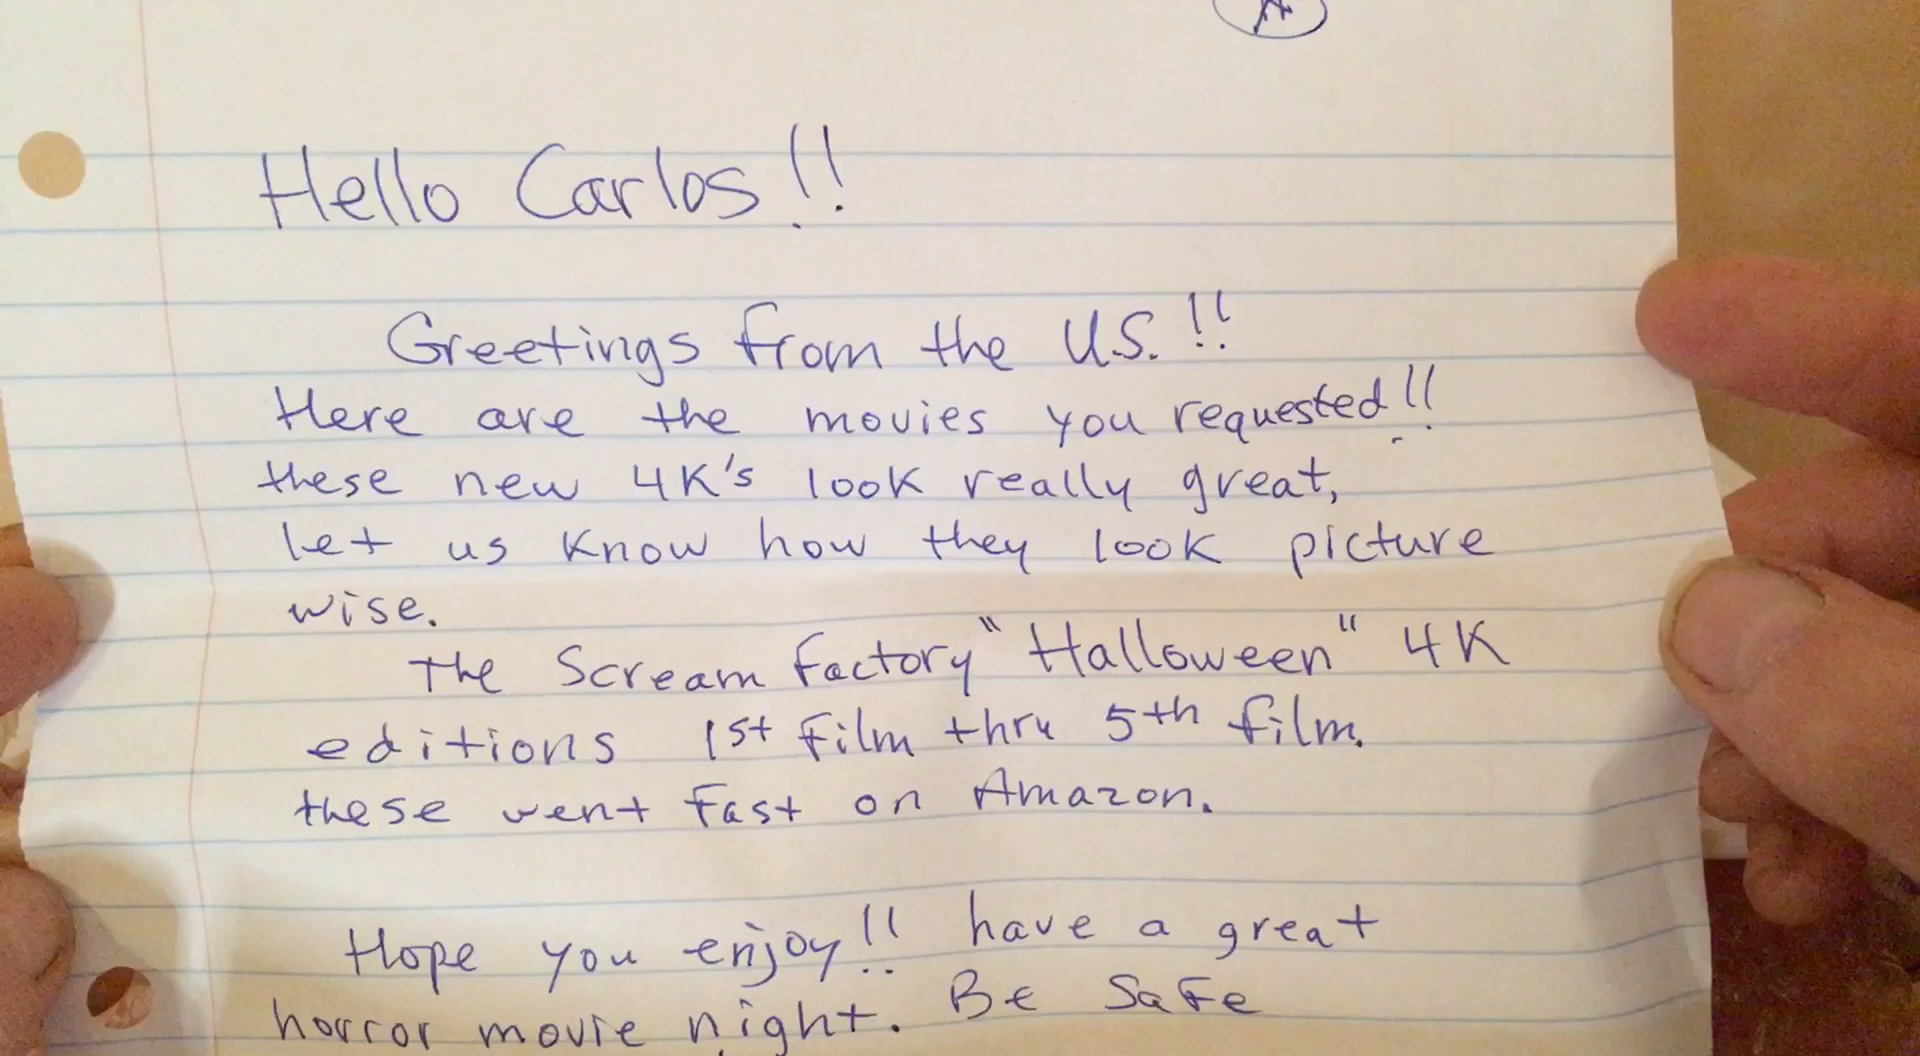 Hello Carlos!!
Greetings from the U.S.!!
Here are the movies you requested!!
these new 4K's look really great,
let us know how they look picture
wise.
The Scream Factory "Halloween" 4K
editions 1st film thru 5th film.
these went fast on Amazon.
Hope you enjoy!! have a great
horror movie night. Be Safe